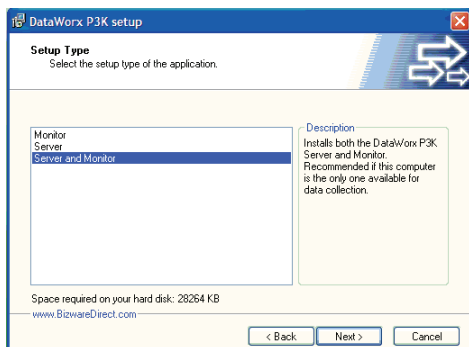 DataWorx P3K setup
Setup Type
Select the setup type of the application.
Monitor
Server
Server and Monitor
Description
Installs both the DataWorx P3K
Server and Monitor.
Recommended if this computer
is the only one available for
data collection.
Space required on your hard disk: 28264 KB
www.BizwareDirect.com
< Back
Next >
Cancel